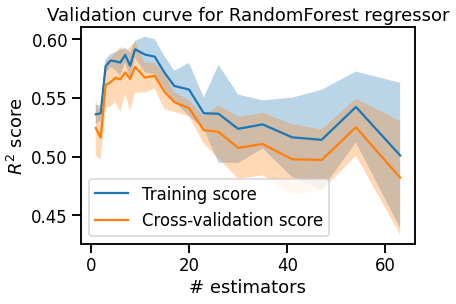 Validation curve for RandomForest regressor
0.60
0.55
0.50
0.45
R² score
Training score
Cross-validation score
0
20
40
60
# estimators